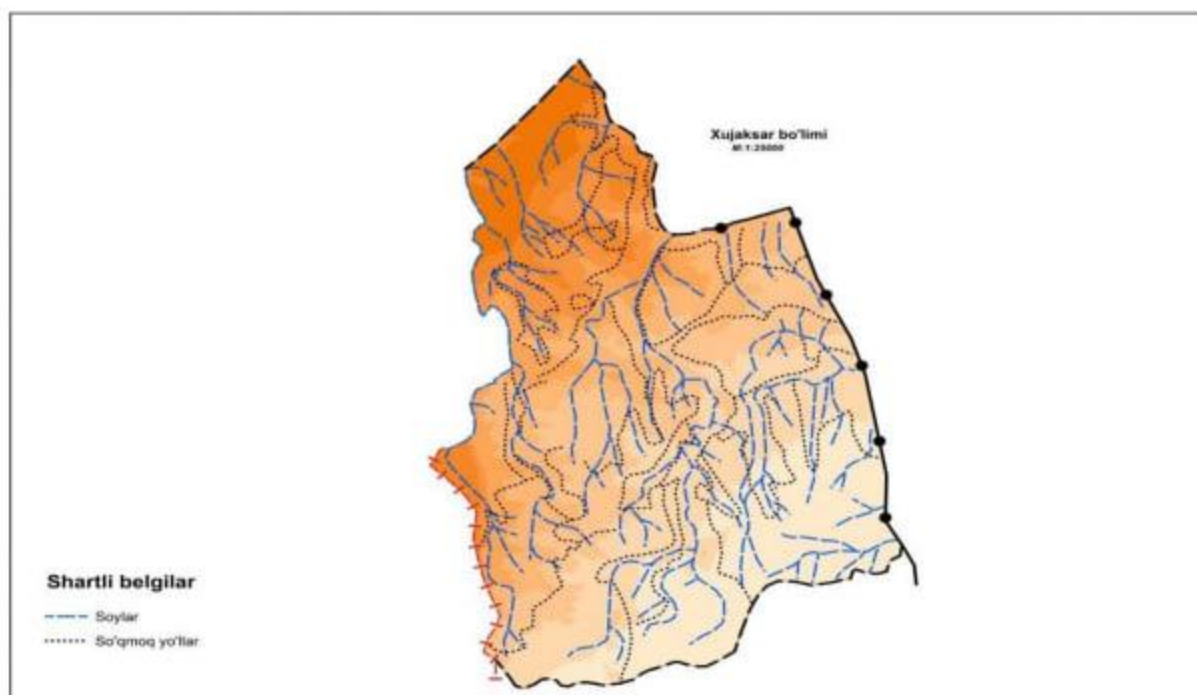 Xujaksar bo'limi
M:1:25000
Shartli belgilar
Soylar
So'qmoq yo'llar